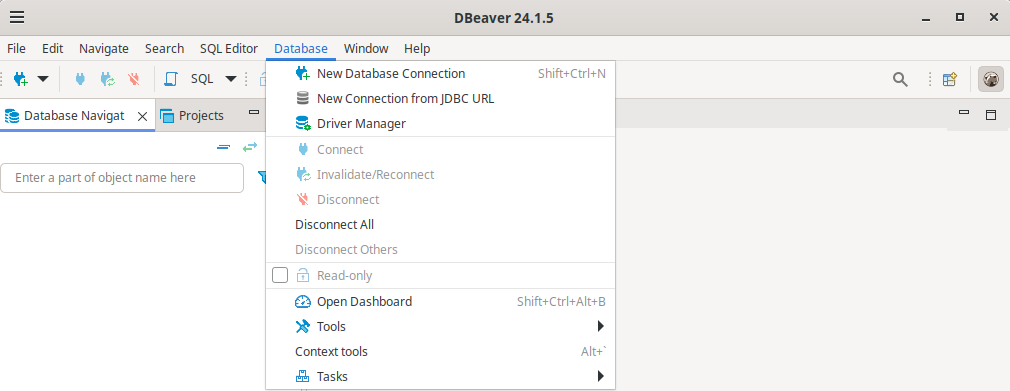 DBeaver 24.1.5
File Edit Navigate Search SQL Editor Database Window Help
SQL
Database Navigat Projects
Enter a part of object name here
New Database Connection Shift+Ctrl+N
New Connection from JDBC URL
Driver Manager
Connect
Invalidate/Reconnect
Disconnect
Disconnect All
Disconnect Others
Read-only
Open Dashboard Shift+Ctrl+Alt+B
Tools
Context tools Alt+`
Tasks